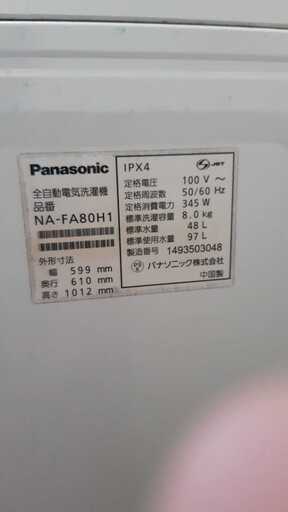 Panasonic
全自動電気洗濯機
品番
NA-FA80H1
外形寸法
幅 599 mm
奥行 610 mm
高さ 1012 mm
IPX4
JET
定格電圧 100 V ～
定格周波数 50/60 Hz
定格消費電力 345 W
標準洗濯容量 8.0 kg
標準水量 48 L
標準使用水量 97 L
製造番号 1493503048
パナソニック株式会社
中国製